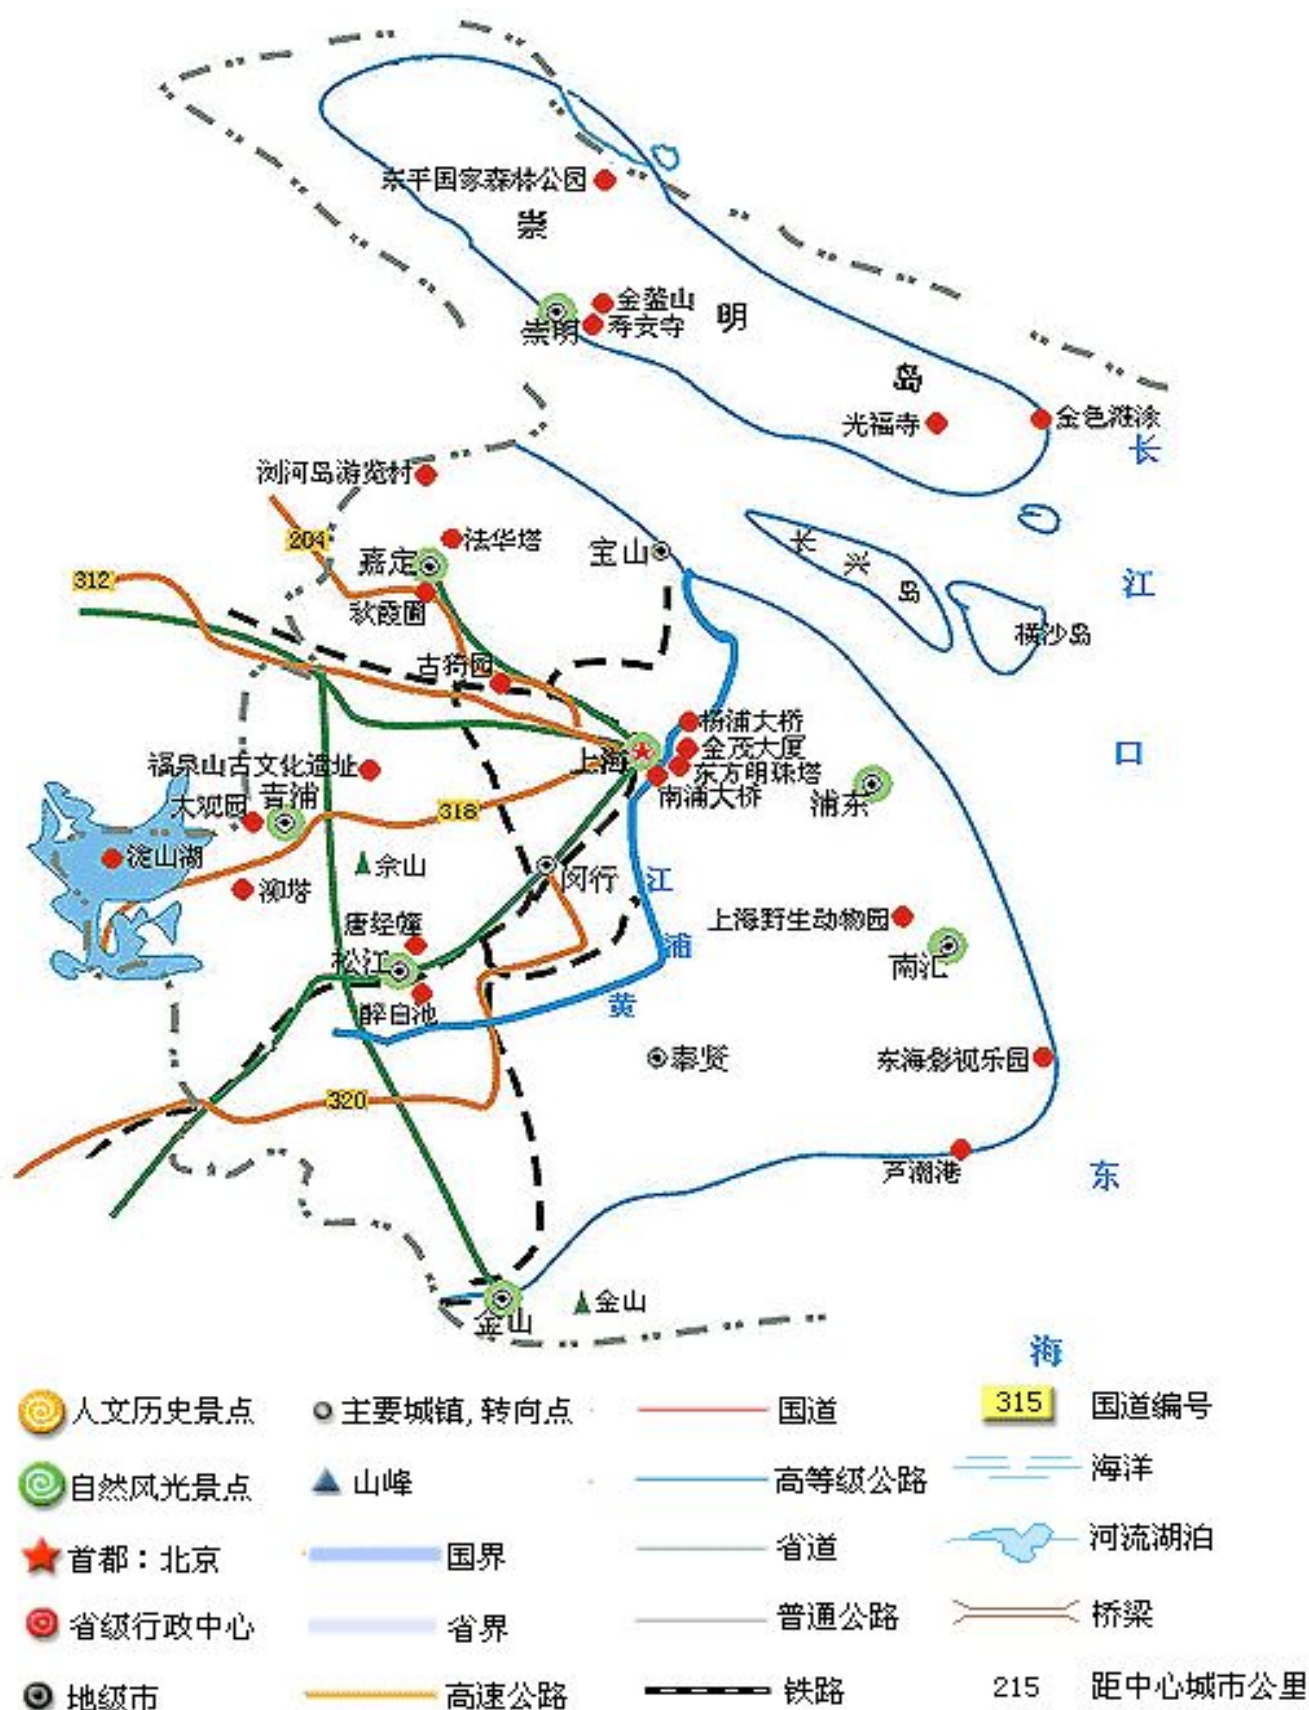 东平国家森林公园
崇
金鳌山
明
寿安寺
崇明
岛
光福寺
金色滩涂
长
浏河岛游览村
204
法华塔
宝山
长
嘉定
兴
312
江
岛
秋霞圃
横沙岛
古猗园
杨浦大桥
金茂大厦
口
上海
福泉山古文化遗址
东方明珠塔
大观园
青浦
南浦大桥
浦东
318
淀山湖
佘山
闵行
江
柳塔
唐经幢
上海野生动物园
浦
松江
南汇
醉白池
黄
奉贤
东海影视乐园
320
芦潮港
东
金山
金山
海
人文历史景点
主要城镇,转向点
国道
315
国道编号
自然风光景点
山峰
高等级公路
海洋
首都：北京
国界
省道
河流湖泊
省级行政中心
省界
普通公路
桥梁
地级市
高速公路
铁路
215
距中心城市公里